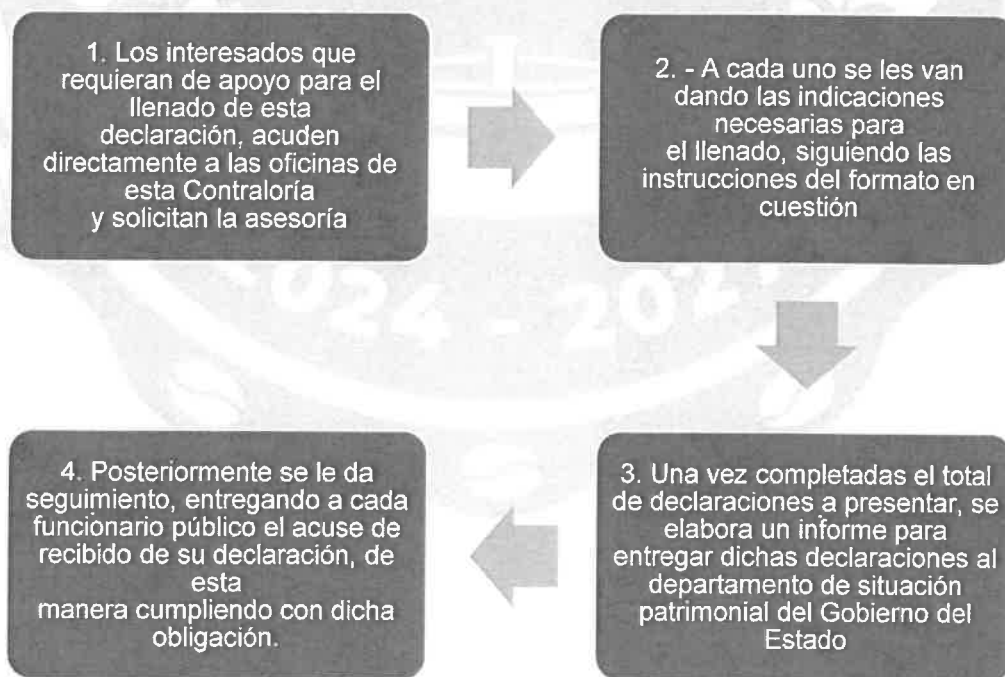 1. Los interesados que
requieran de apoyo para el
llenado de esta
declaración, acuden
directamente a las oficinas de
esta Contraloría
y solicitan la asesoría
2. - A cada uno se les van
dando las indicaciones
necesarias para
el llenado, siguiendo las
instrucciones del formato en
cuestión
024 - 202
3. Una vez completadas el total
de declaraciones a presentar, se
elabora un informe para
entregar dichas declaraciones al
departamento de situación
patrimonial del Gobierno del
Estado
4. Posteriormente se le da
seguimiento, entregando a cada
funcionario público el acuse de
recibido de su declaración, de
esta
manera cumpliendo con dicha
obligación.